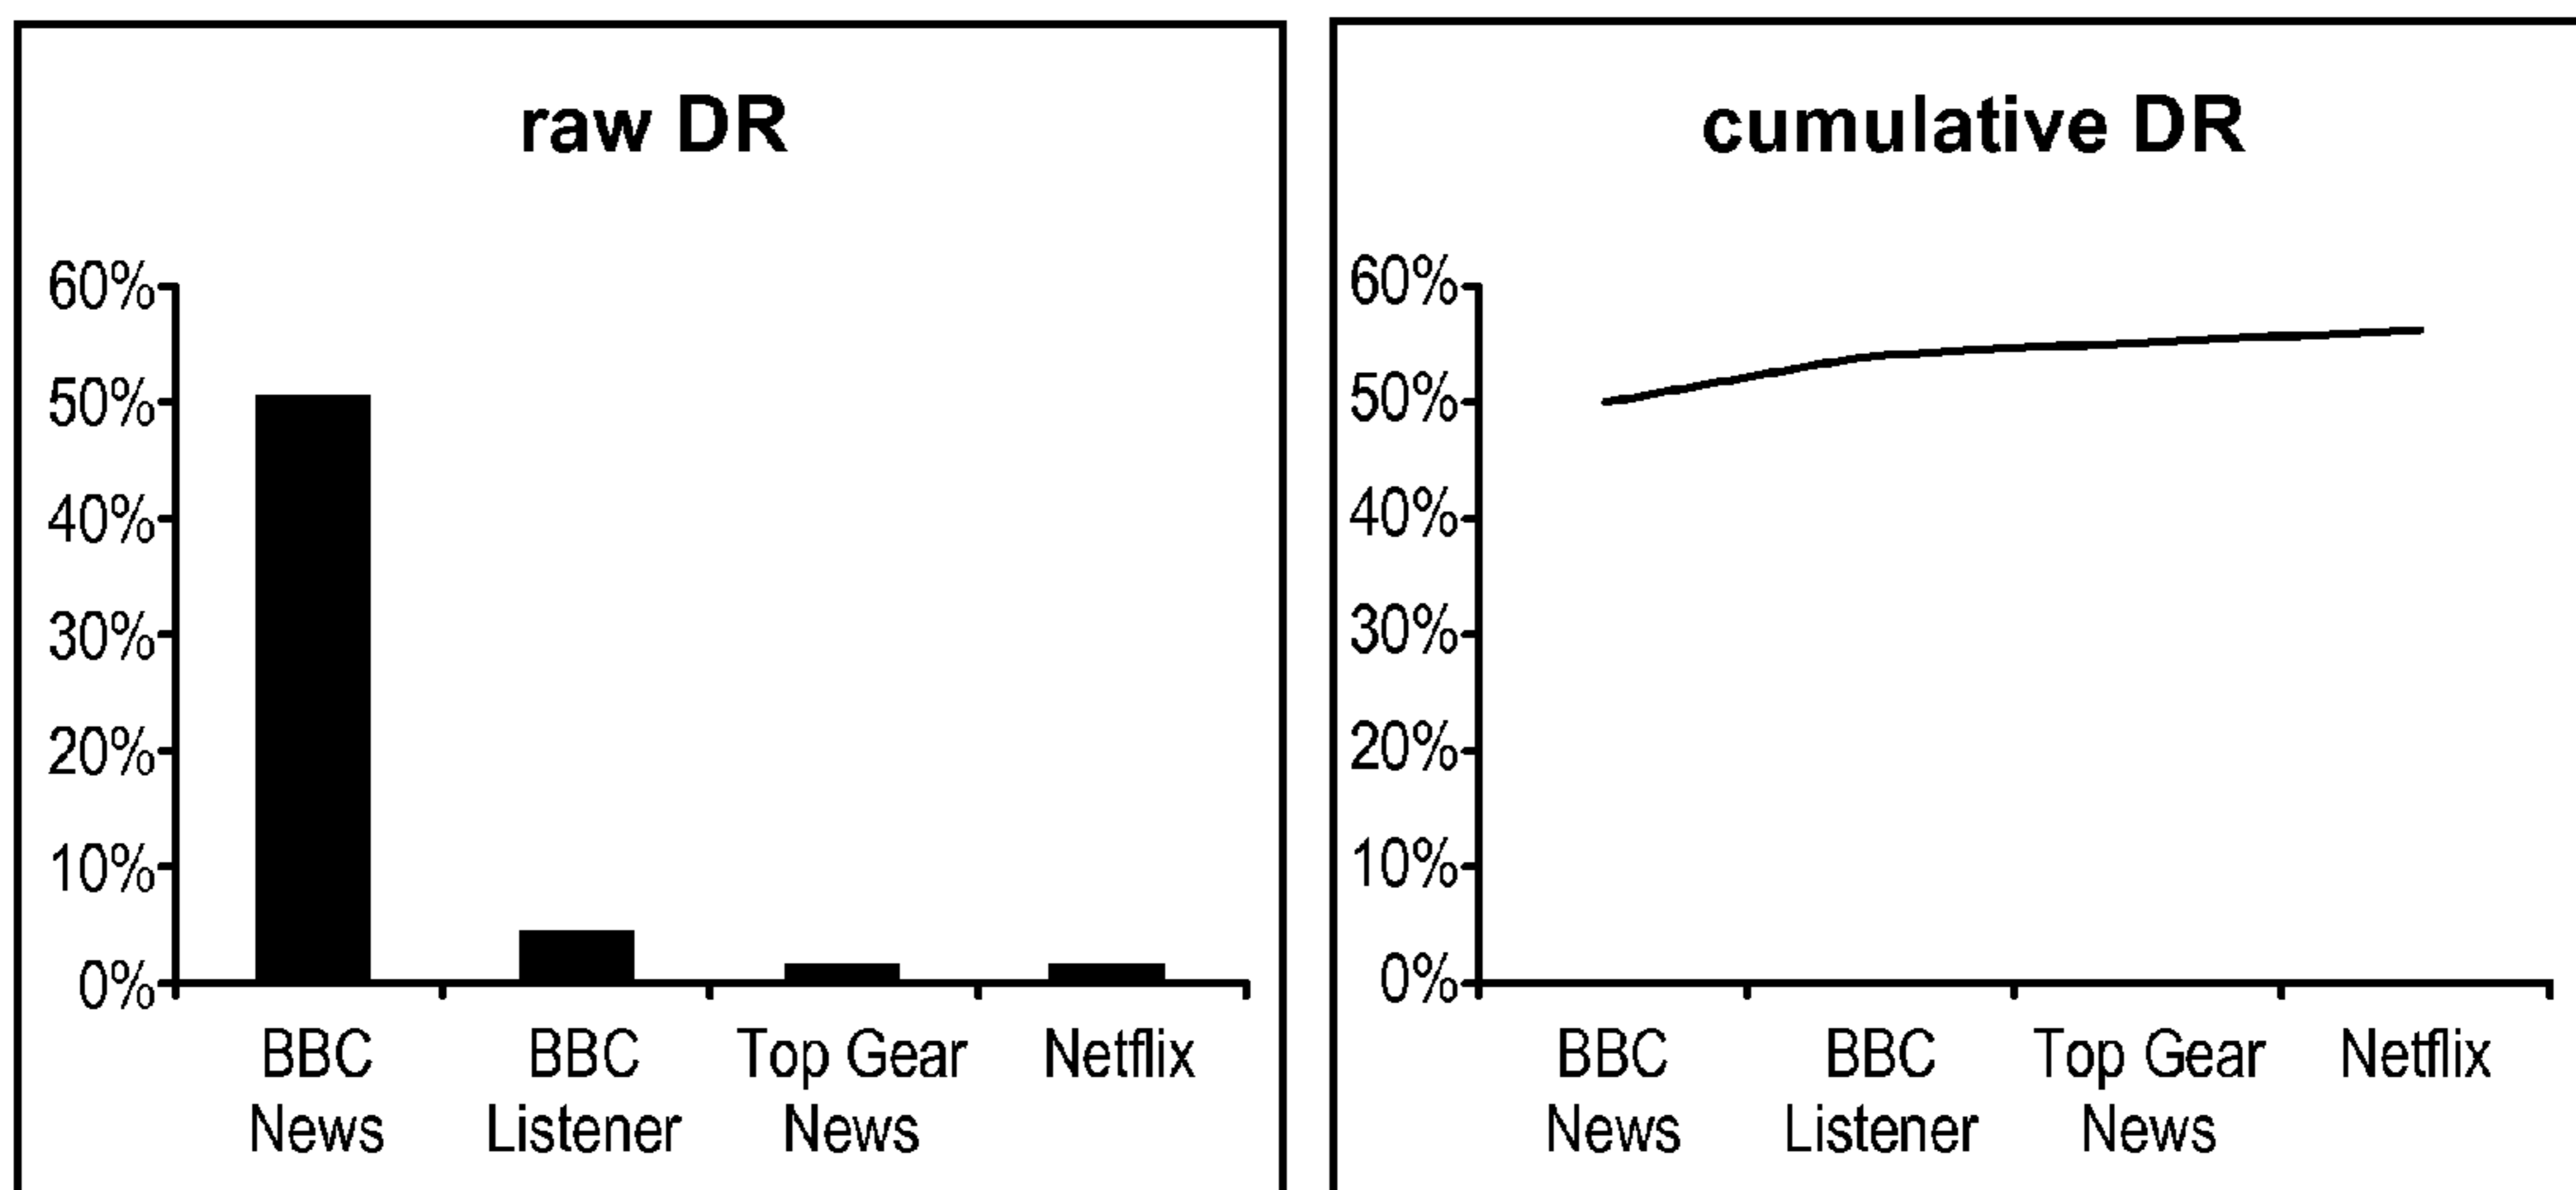 raw DR
60%
50%
40%
30%
20%
10%
0%
BBC News
BBC Listener
Top Gear News
Netflix
cumulative DR
60%
50%
40%
30%
20%
10%
0%
BBC News
BBC Listener
Top Gear News
Netflix